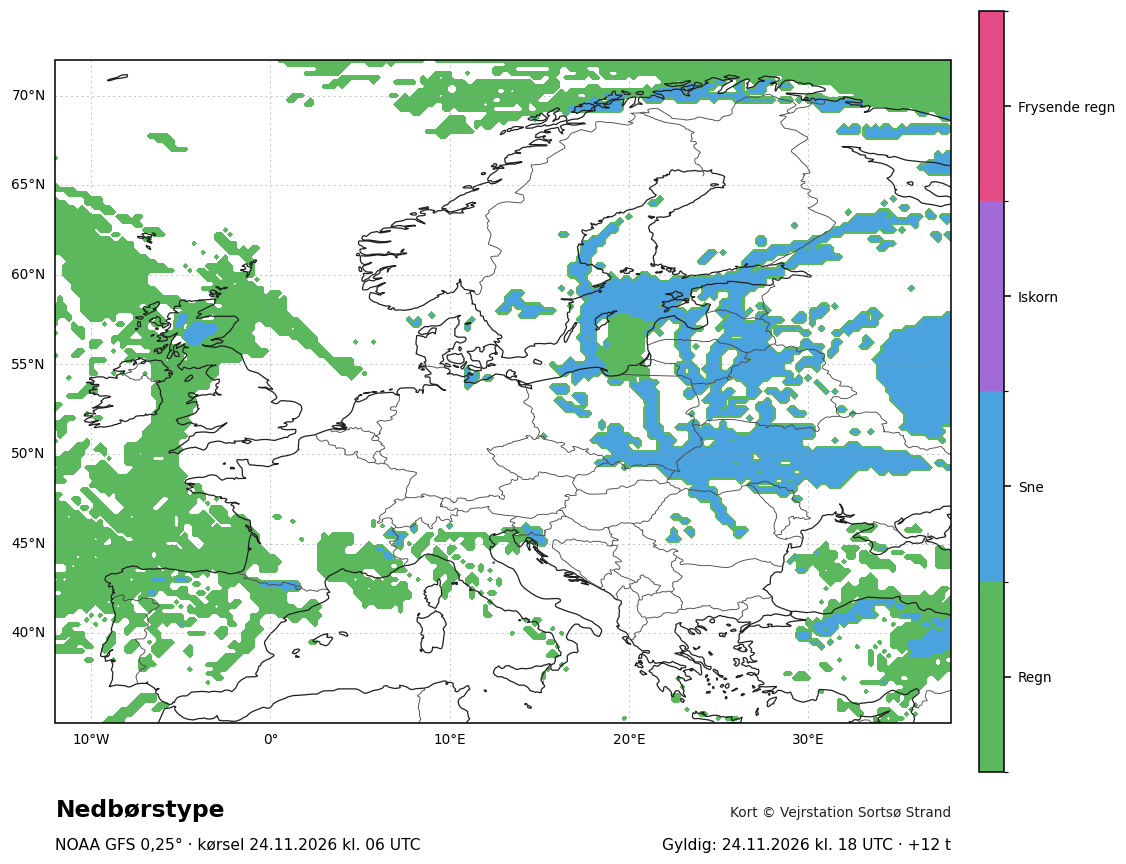 Frysende regn
Iskorn
Sne
Regn
70°N
65°N
60°N
55°N
50°N
45°N
40°N
10°W
0°
10°E
20°E
30°E
Nedbørstype
Kort © Vejrstation Sortsø Strand
NOAA GFS 0,25° · kørsel 24.11.2026 kl. 06 UTC
Gyldig: 24.11.2026 kl. 18 UTC · +12 t